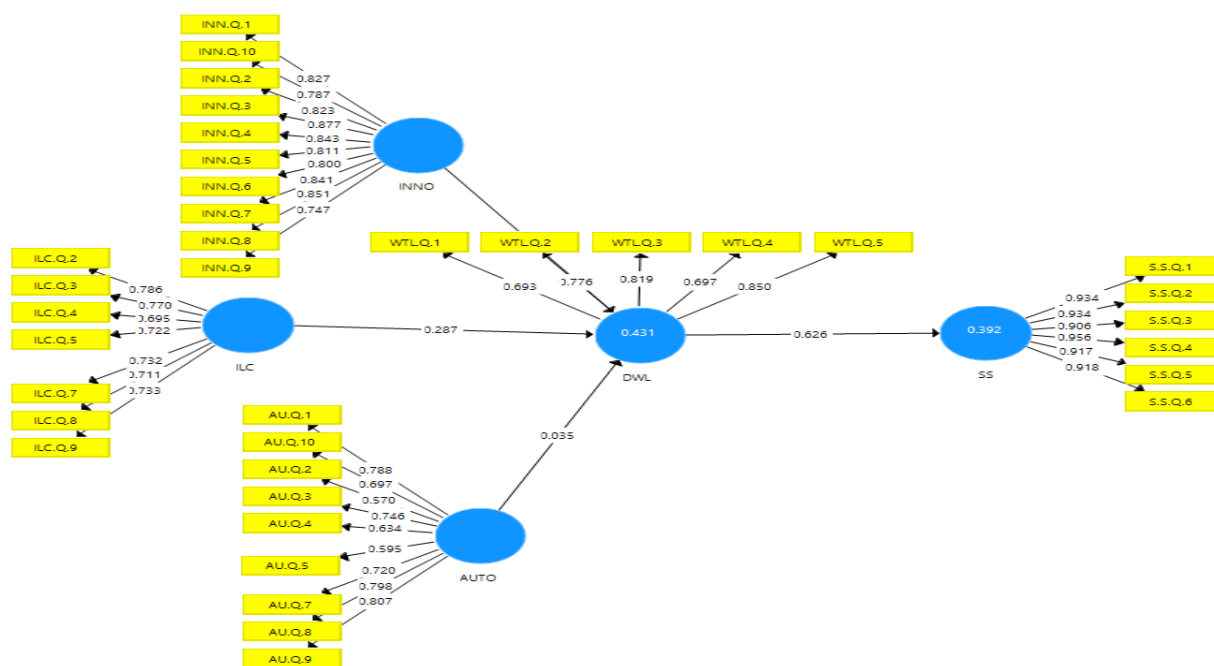 INN.Q.1
INN.Q.10
INN.Q.2
INN.Q.3
INN.Q.4
INN.Q.5
INN.Q.6
INN.Q.7
INN.Q.8
INN.Q.9
0.827
0.787
0.823
0.877
0.843
0.811
0.800
0.841
0.851
0.747
INNO
ILC.Q.2
ILC.Q.3
ILC.Q.4
ILC.Q.5
ILC.Q.7
ILC.Q.8
ILC.Q.9
0.786
0.770
0.695
0.722
0.732
0.711
0.733
ILC
0.287
WTL.Q.1
WTL.Q.2
WTL.Q.3
WTL.Q.4
WTL.Q.5
0.693
0.776
0.819
0.697
0.850
0.431
DWL
0.626
0.392
SS
S.S.Q.1
S.S.Q.2
S.S.Q.3
S.S.Q.4
S.S.Q.5
S.S.Q.6
0.934
0.934
0.906
0.956
0.917
0.918
0.035
AU.Q.1
AU.Q.10
AU.Q.2
AU.Q.3
AU.Q.4
AU.Q.5
AU.Q.7
AU.Q.8
AU.Q.9
0.788
0.697
0.570
0.746
0.634
0.595
0.720
0.798
0.807
AUTO